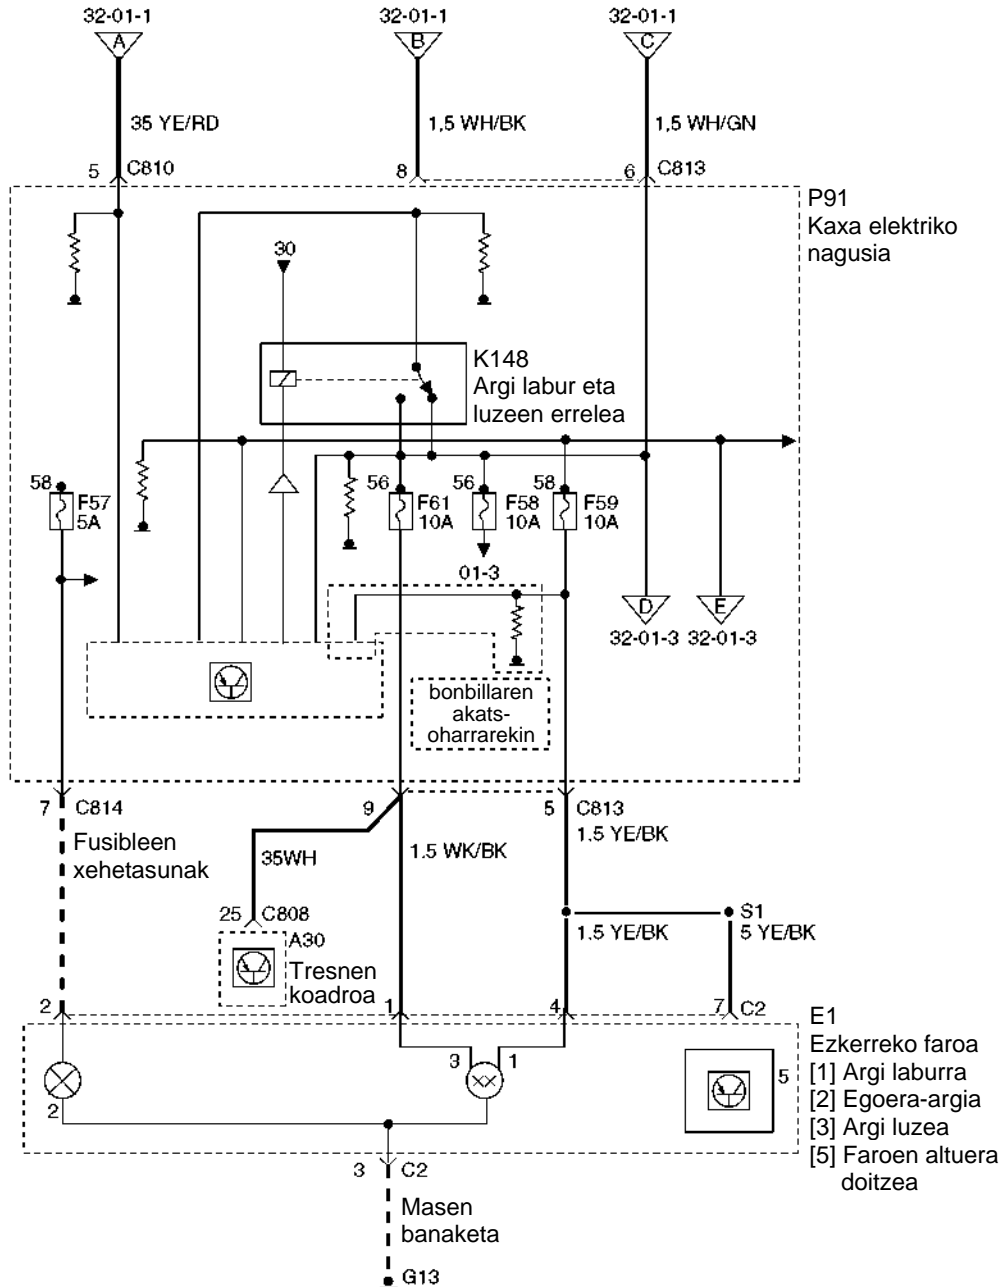 32-01-1 32-01-1 32-01-1
A B C
35 YE/RD 1,5 WH/BK 1,5 WH/GN
5 C810 8 6 C813
P91
Kaxa elektriko
nagusia
30
K148
Argi labur eta
luzeen errelea
58 F57 5A
56 F61 10A
56 F58 10A
58 F59 10A
01-3
D E
32-01-3 32-01-3
bonbillaren
akats-
oharrarekin
7 C814 9 5 C813
Fusibleen
xehetasunak
35WH
1.5 WK/BK
1.5 YE/BK
25 C808
A30
Tresnen
koadroa
S1
1.5 YE/BK 5 YE/BK
2 1 4 7 C2
E1
Ezkerreko faroa
[1] Argi laburra
[2] Egoera-argia
[3] Argi luzea
[5] Faroen altuera
doitzea
3 1
XX
5
2
3 C2
Masen
banaketa
G13